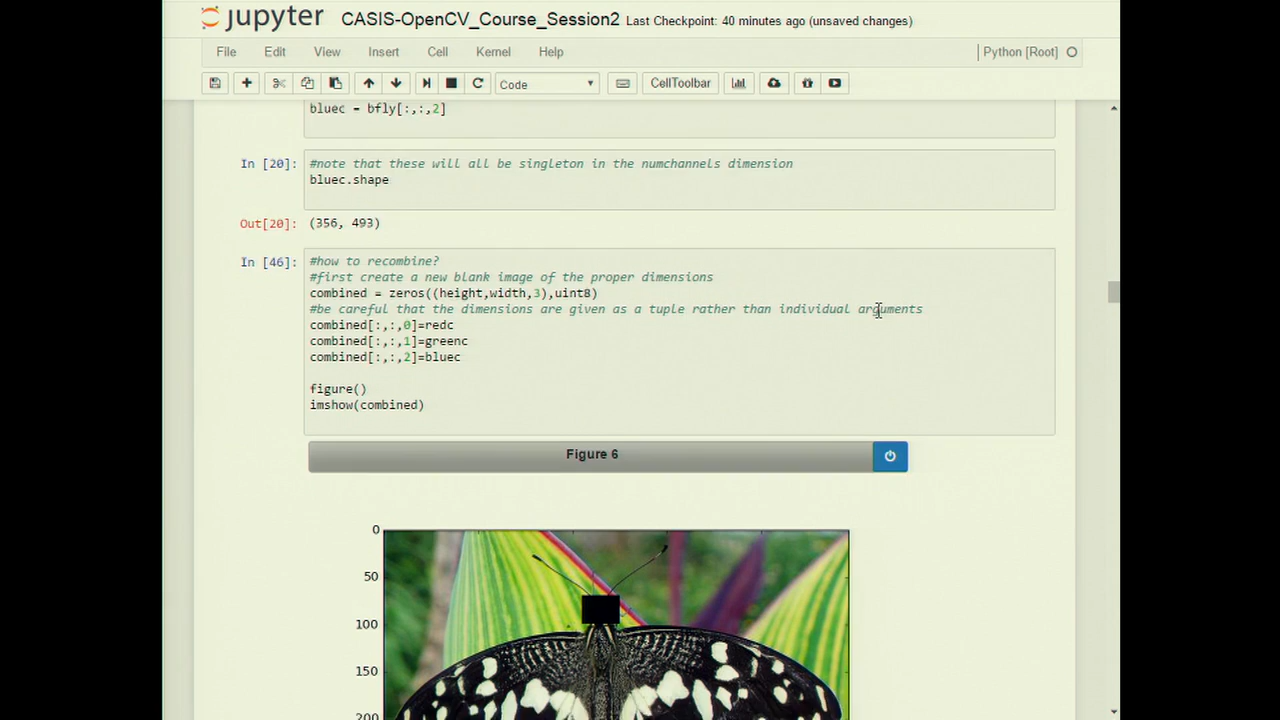 jupyter CASIS-OpenCV_Course_Session2 Last Checkpoint: 40 minutes ago (unsaved changes)
File Edit View Insert Cell Kernel Help Python [Root]
Code CellToolbar
bluec = bfly[:,:,2]
In [20]: #note that these will all be singleton in the numchannels dimension
bluec.shape
Out[20]: (356, 493)
In [46]: #how to recombine?
#first create a new blank image of the proper dimensions
combined = zeros((height,width,3),uint8)
#be careful that the dimensions are given as a tuple rather than individual arguments
combined[:,:,0]=redc
combined[:,:,1]=greenc
combined[:,:,2]=bluec
figure()
imshow(combined)
Figure 6
0
50
100
150
200